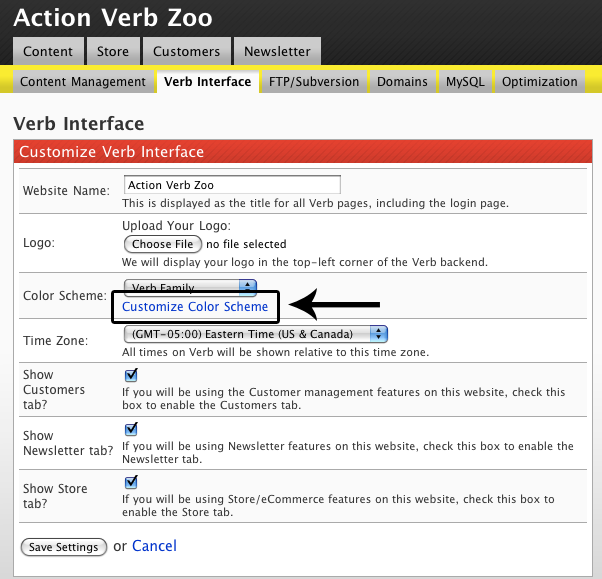 Action Verb Zoo
Content Store Customers Newsletter
Content Management Verb Interface FTP/Subversion Domains MySQL Optimization
Verb Interface
Customize Verb Interface
Website Name: Action Verb Zoo
This is displayed as the title for all Verb pages, including the login page.
Upload Your Logo:
Logo: Choose File no file selected
We will display your logo in the top-left corner of the Verb backend.
Color Scheme: Verb Family
Customize Color Scheme
Time Zone: (GMT-05:00) Eastern Time (US & Canada)
All times on Verb will be shown relative to this time zone.
Show
Customers
tab?
If you will be using the Customer management features on this website, check this
box to enable the Customers tab.
Show
Newsletter tab?
If you will be using Newsletter features on this website, check this box to enable the
Newsletter tab.
Show Store
tab?
If you will be using Store/eCommerce features on this website, check this box to
enable the Store tab.
Save Settings or Cancel